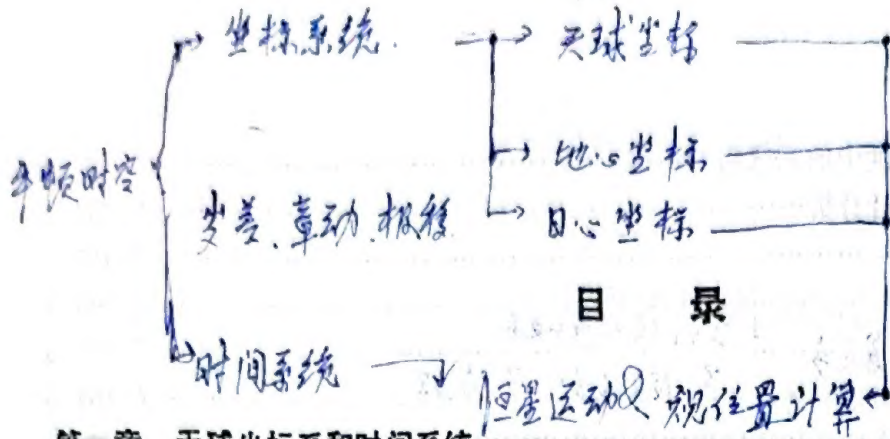 坐标系统 天球坐标
平顿时空 地心坐标
岁差、章动、极移 日心坐标
目 录
时间系统 恒星运动及视位置计算
第一章 天球坐标系和时间系统